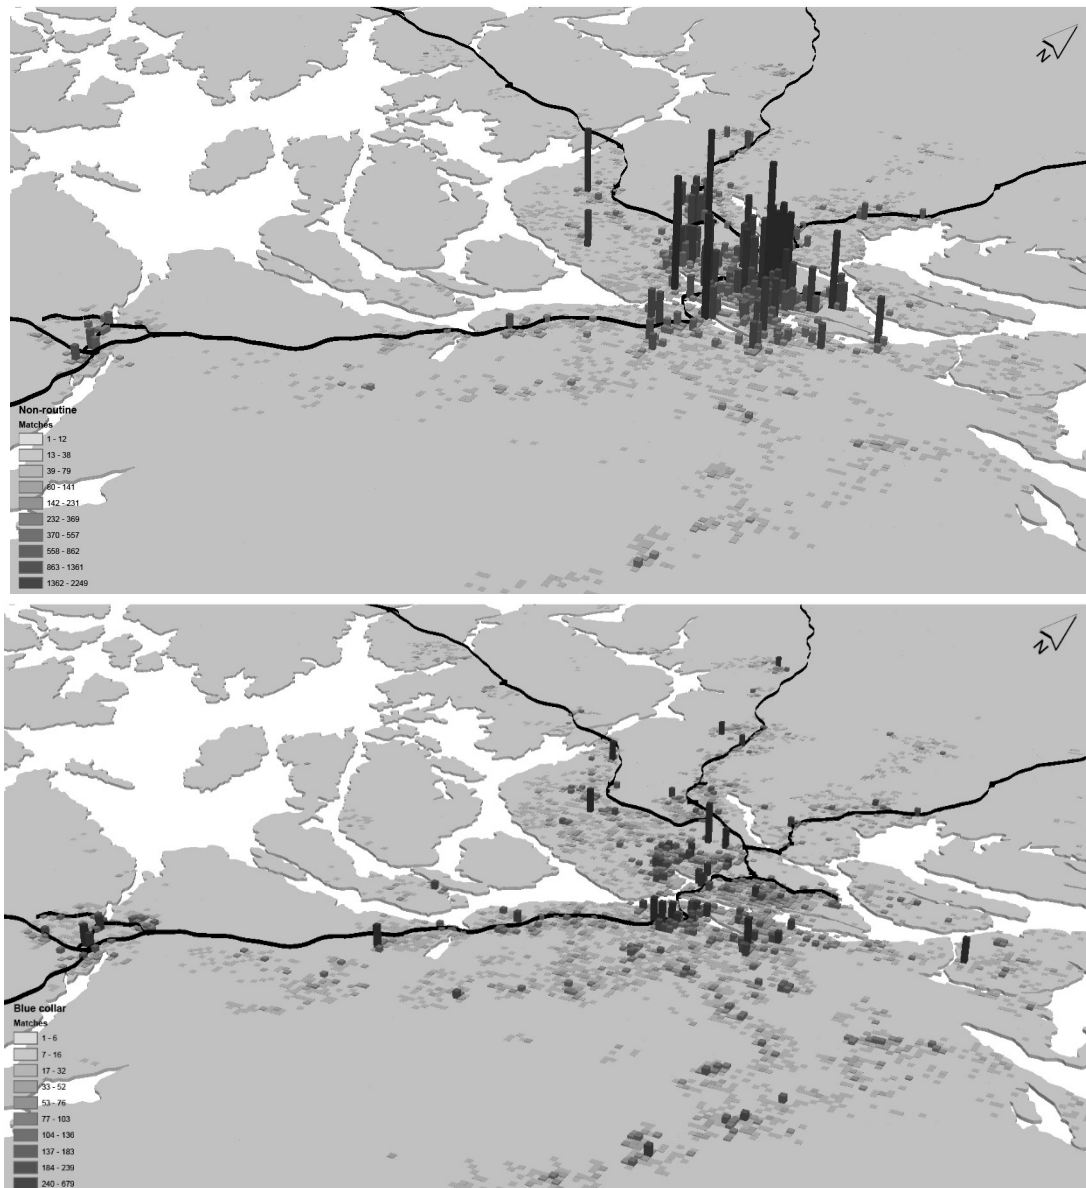 N
Non-routine
Matches
1 - 12
13 - 38
39 - 79
80 - 141
142 - 231
232 - 369
370 - 557
558 - 862
863 - 1361
1362 - 2249
N
Blue collar
Matches
1 - 6
7 - 16
17 - 32
33 - 52
53 - 76
77 - 103
104 - 136
137 - 183
184 - 239
240 - 679